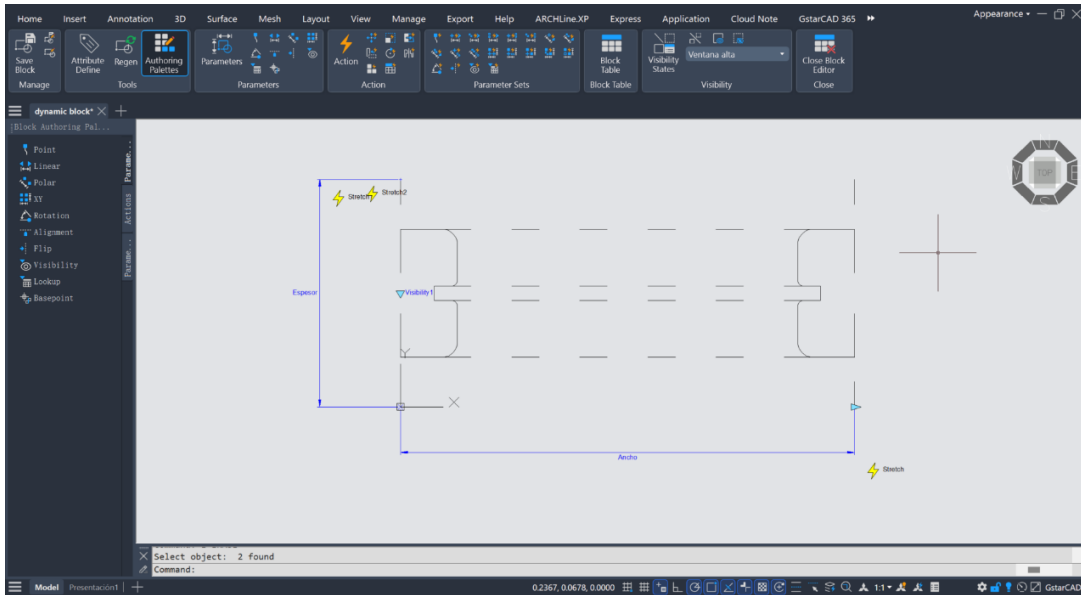 Home Insert Annotation 3D Surface Mesh Layout View Manage Export Help ARCHLine.XP Express Application Cloud Note GstarCAD 365 Appearance
Save Block
Attribute Define
Regen
Authoring Palettes
Parameters
Action
Block Table
Visibility States
Ventana alta
Close Block Editor
Manage Tools Parameters Action Parameter Sets Block Table Visibility Close
dynamic block*
Block Authoring Pal...
Point
Linear
Polar
XY
Rotation
Alignment
Flip
Visibility
Lookup
Basepoint
Parame...
Actions
Parame...
N
TOP
E
S
Stretch Stretch2
Espesor
Visibility1
Y
X
Ancho
Stretch
Select object: 2 found
Command:
Model Presentación1
0.2367, 0.0678, 0.0000
1:1
GstarCAD